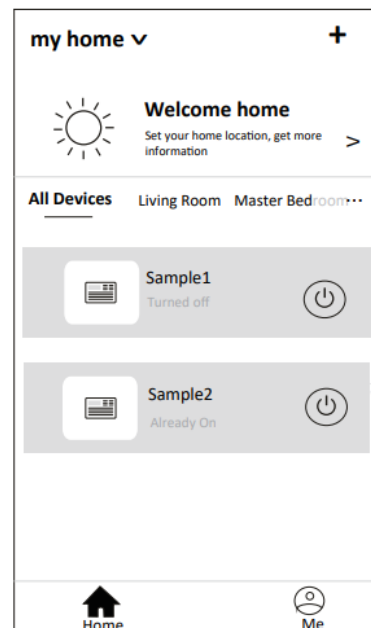 my home
+
Welcome home
Set your home location, get more
information
>
All Devices Living Room Master Bedroom ...
Sample1
Turned off
Sample2
Already On
Home Me